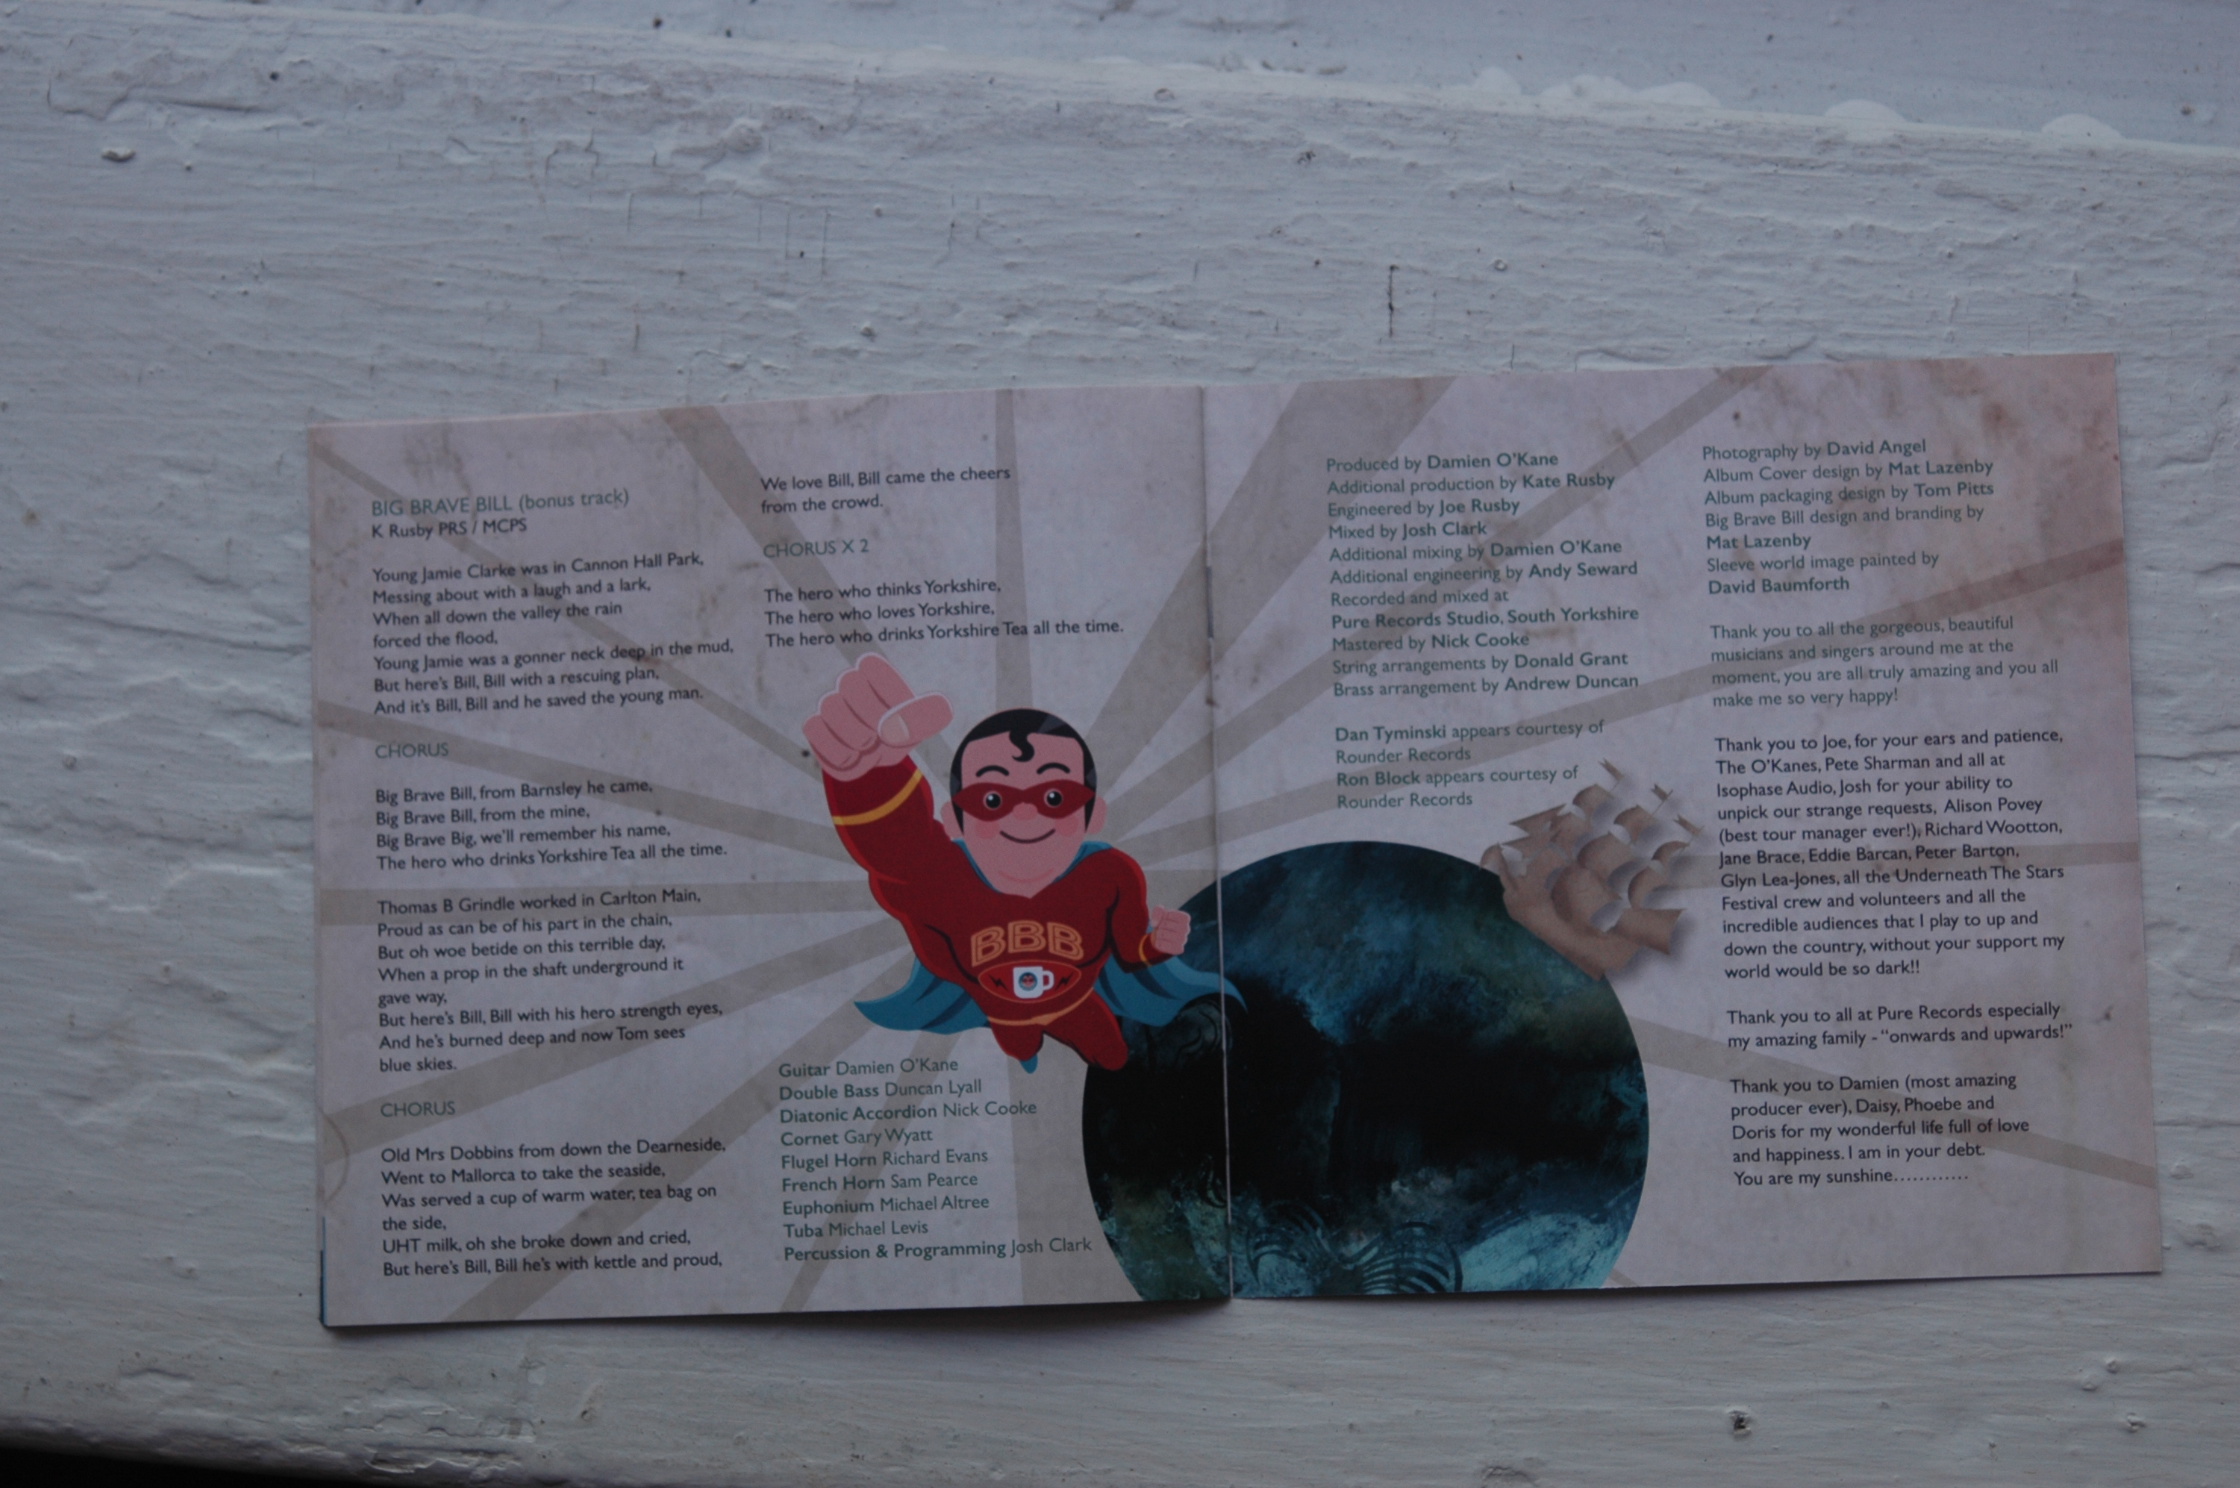 BIG BRAVE BILL (bonus track)
K Rusby PRS / MCPS
Young Jamie Clarke was in Cannon Hall Park,
Messing about with a laugh and a lark,
When all down the valley the rain
forced the flood,
Young Jamie was a gonner neck deep in the mud,
But here's Bill, Bill with a rescuing plan,
And it's Bill, Bill and he saved the young man.
CHORUS
Big Brave Bill, from Barnsley he came,
Big Brave Bill, from the mine,
Big Brave Big, we'll remember his name,
The hero who drinks Yorkshire Tea all the time.
Thomas B Grindle worked in Carlton Main,
Proud as can be of his part in the chain,
But oh woe betide on this terrible day,
When a prop in the shaft underground it
gave way,
But here's Bill, Bill with his hero strength eyes,
And he's burned deep and now Tom sees
blue skies.
CHORUS
Old Mrs Dobbins from down the Dearneside,
Went to Mallorca to take the seaside,
Was served a cup of warm water, tea bag on
the side,
UHT milk, oh she broke down and cried,
But here's Bill, Bill he's with kettle and proud,
We love Bill, Bill came the cheers
from the crowd.
CHORUS X 2
The hero who thinks Yorkshire,
The hero who loves Yorkshire,
The hero who drinks Yorkshire Tea all the time.
BBB
Guitar Damien O'Kane
Double Bass Duncan Lyall
Diatonic Accordion Nick Cooke
Cornet Gary Wyatt
Flugel Horn Richard Evans
French Horn Sam Pearce
Euphonium Michael Altree
Tuba Michael Levis
Percussion & Programming Josh Clark
Produced by Damien O'Kane
Additional production by Kate Rusby
Engineered by Joe Rusby
Mixed by Josh Clark
Additional mixing by Damien O'Kane
Additional engineering by Andy Seward
Recorded and mixed at
Pure Records Studio, South Yorkshire
Mastered by Nick Cooke
String arrangements by Donald Grant
Brass arrangement by Andrew Duncan
Dan Tyminski appears courtesy of
Rounder Records
Ron Block appears courtesy of
Rounder Records
Photography by David Angel
Album Cover design by Mat Lazenby
Album packaging design by Tom Pitts
Big Brave Bill design and branding by
Mat Lazenby
Sleeve world image painted by
David Baumforth
Thank you to all the gorgeous, beautiful
musicians and singers around me at the
moment, you are all truly amazing and you all
make me so very happy!
Thank you to Joe, for your ears and patience,
The O'Kanes, Pete Sharman and all at
Isophase Audio, Josh for your ability to
unpick our strange requests, Alison Povey
(best tour manager ever!), Richard Wootton,
Jane Brace, Eddie Barcan, Peter Barton,
Glyn Lea-Jones, all the Underneath The Stars
Festival crew and volunteers and all the
incredible audiences that I play to up and
down the country, without your support my
world would be so dark!!
Thank you to all at Pure Records especially
my amazing family - "onwards and upwards!"
Thank you to Damien (most amazing
producer ever), Daisy, Phoebe and
Doris for my wonderful life full of love
and happiness. I am in your debt.
You are my sunshine............